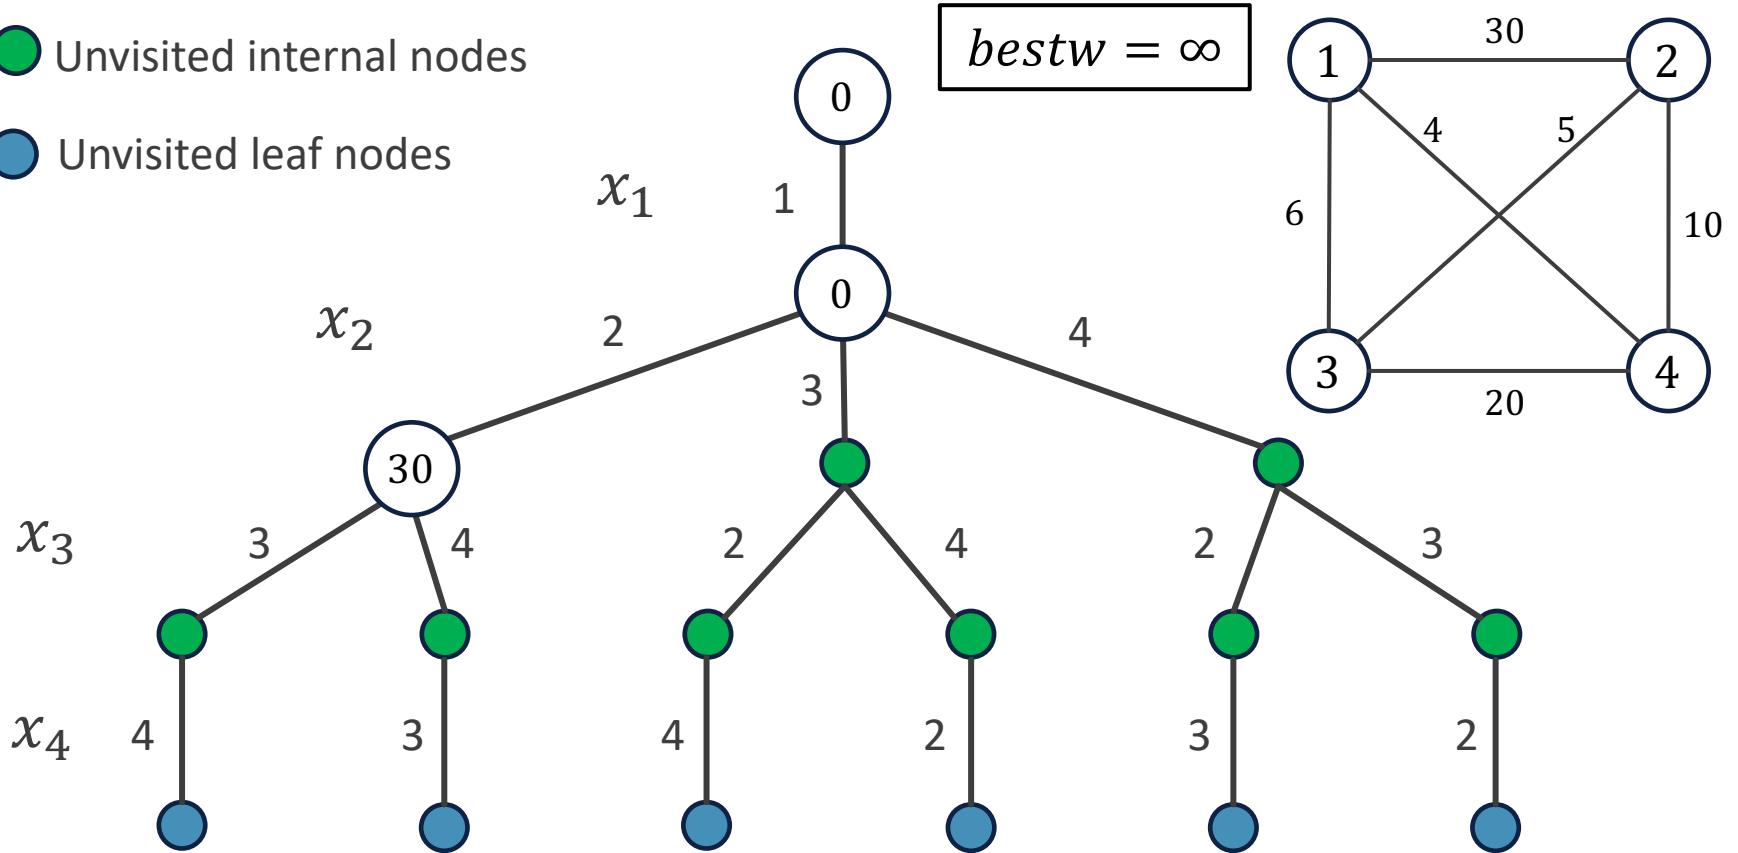 Unvisited internal nodes
Unvisited leaf nodes
bestw = ∞
1 30 2
4 5
6 10
3 20 4
0
x₁ 1
0
x₂ 2 3 4
30
x₃ 3 4 2 4 2 3
x₄ 4 3 4 2 3 2